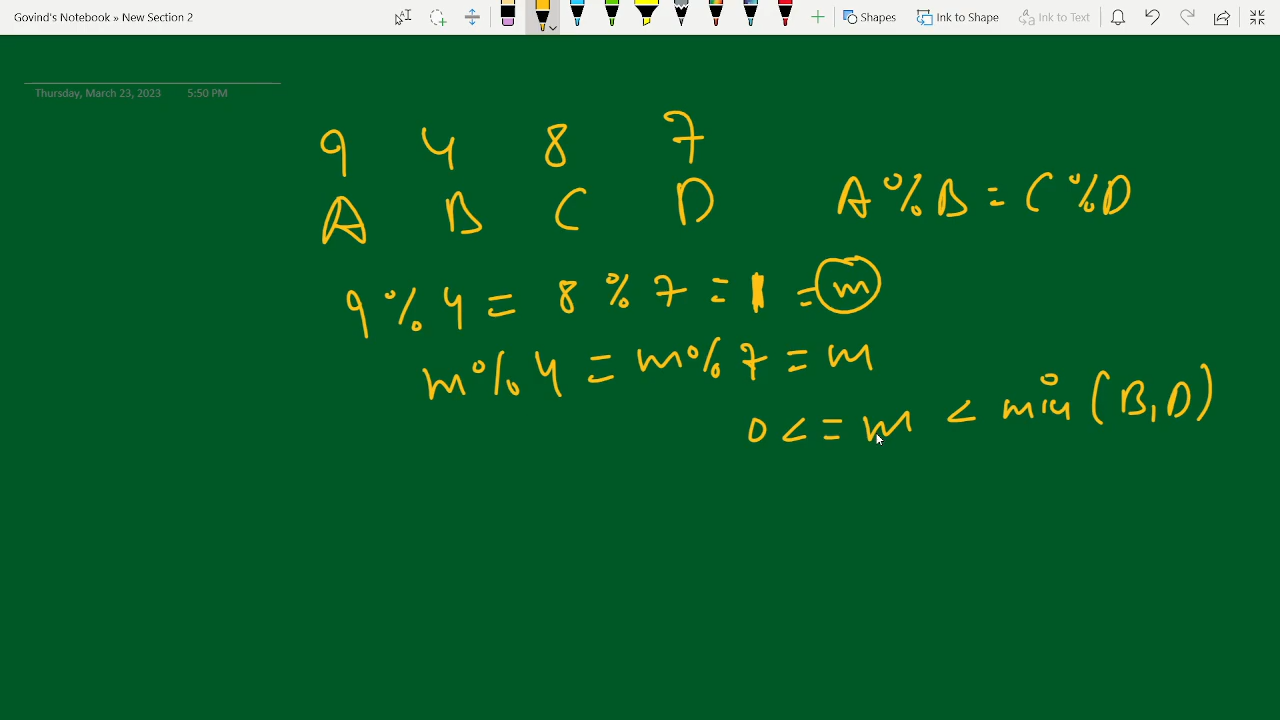 Govind's Notebook » New Section 2
Shapes Ink to Shape Ink to Text
Thursday, March 23, 2023 5:50 PM
9 4 8 7
A B C D
A % B = C % D
9 % 4 = 8 % 7 = 1 = m
m % 4 = m % 7 = m
0 < = m < min (B, D)